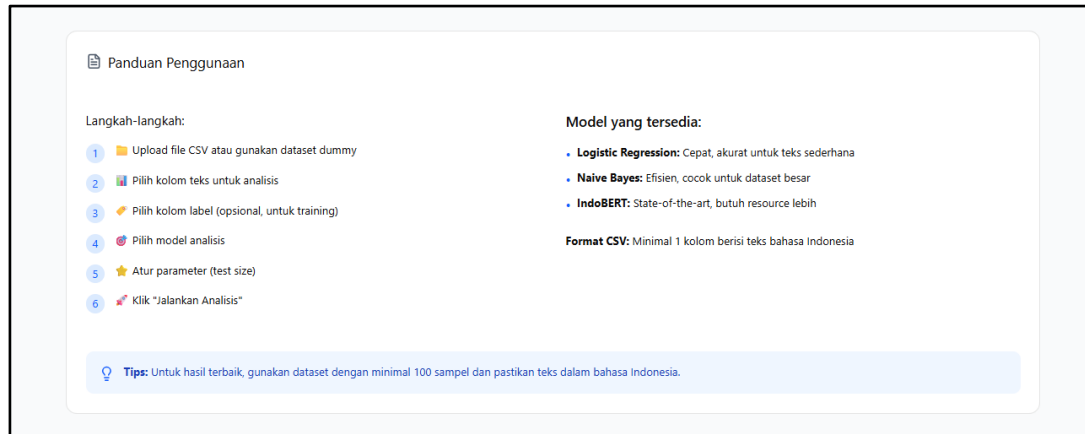 Panduan Penggunaan
Langkah-langkah:
1 Upload file CSV atau gunakan dataset dummy
2 Pilih kolom teks untuk analisis
3 Pilih kolom label (opsional, untuk training)
4 Pilih model analisis
5 Atur parameter (test size)
6 Klik "Jalankan Analisis"
Model yang tersedia:
• Logistic Regression: Cepat, akurat untuk teks sederhana
• Naive Bayes: Efisien, cocok untuk dataset besar
• IndoBERT: State-of-the-art, butuh resource lebih
Format CSV: Minimal 1 kolom berisi teks bahasa Indonesia
Tips: Untuk hasil terbaik, gunakan dataset dengan minimal 100 sampel dan pastikan teks dalam bahasa Indonesia.